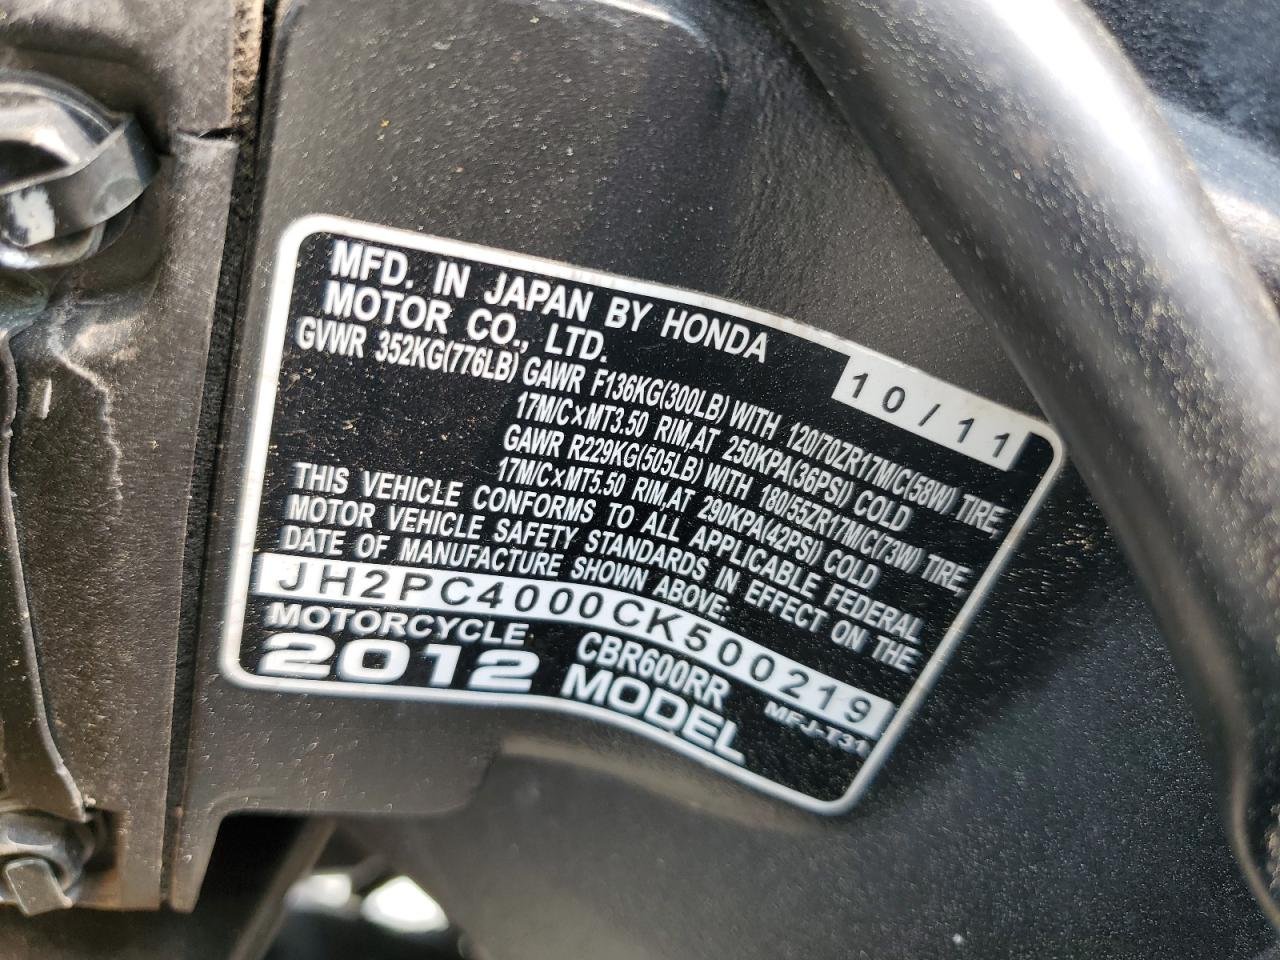 MFD. IN JAPAN BY HONDA
MOTOR CO., LTD.
10/11
GVWR 352KG(776LB) GAWR F136KG(300LB) WITH 120/70ZR17M/C(58W) TIRE,
17M/C×MT3.50 RIM,AT 250KPA(36PSI) COLD
GAWR R229KG(505LB) WITH 180/55ZR17M/C(73W) TIRE,
17M/C×MT5.50 RIM,AT 290KPA(42PSI) COLD
THIS VEHICLE CONFORMS TO ALL APPLICABLE FEDERAL
MOTOR VEHICLE SAFETY STANDARDS IN EFFECT ON THE
DATE OF MANUFACTURE SHOWN ABOVE:
JH2PC4000CK500219
MOTORCYCLE CBR600RR MFJ-T31
2012 MODEL